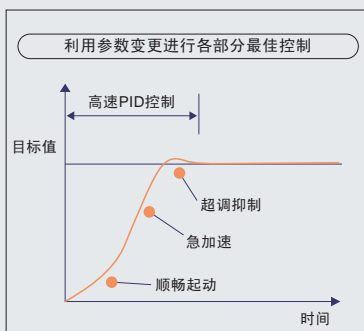 利用参数变更进行各部分最佳控制
高速PID控制
目标值
超调抑制
急加速
顺畅起动
时间